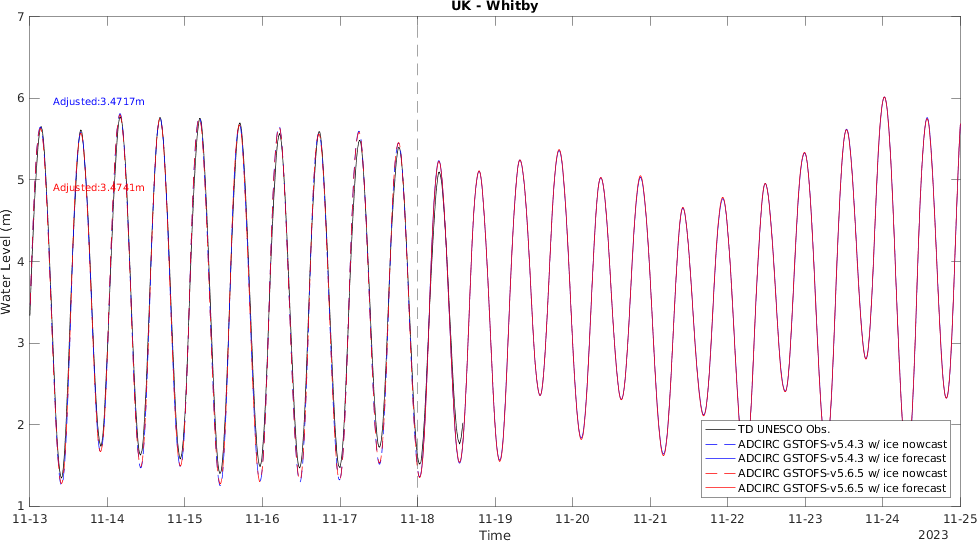 UK - Whitby
7
6
5
4
3
2
1
Water Level (m)
Adjusted:3.4717m
Adjusted:3.4741m
TD UNESCO Obs.
ADCIRC GSTOFS-v5.4.3 w/ ice nowcast
ADCIRC GSTOFS-v5.4.3 w/ ice forecast
ADCIRC GSTOFS-v5.6.5 w/ ice nowcast
ADCIRC GSTOFS-v5.6.5 w/ ice forecast
11-13 11-14 11-15 11-16 11-17 11-18 11-19 11-20 11-21 11-22 11-23 11-24 11-25
Time
2023